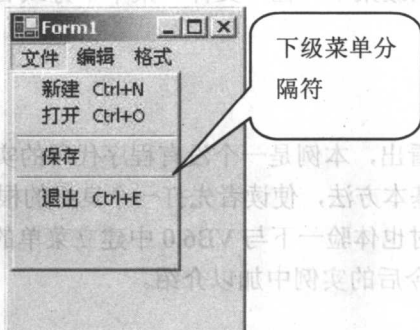 Form1
文件 编辑 格式
新建 Ctrl+N
打开 Ctrl+O
保存
退出 Ctrl+E
下级菜单分
隔符